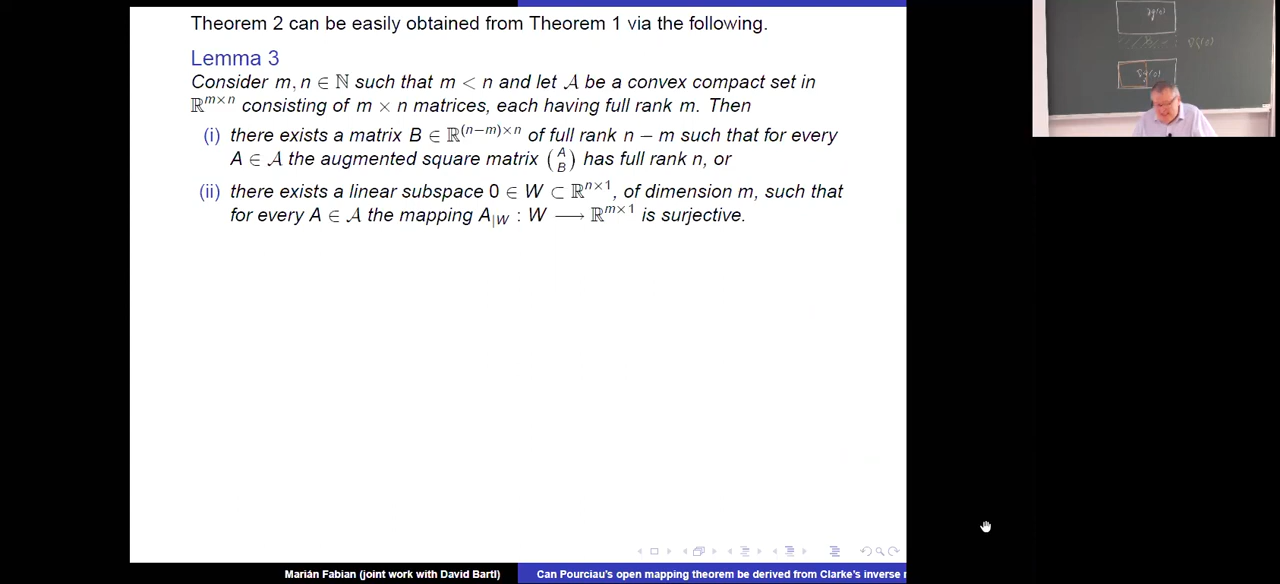 Theorem 2 can be easily obtained from Theorem 1 via the following.
Lemma 3
Consider m, n ∈ ℕ such that m < n and let 𝒜 be a convex compact set in
ℝ^{m×n} consisting of m × n matrices, each having full rank m. Then
(i) there exists a matrix B ∈ ℝ^{(n−m)×n} of full rank n − m such that for every
A ∈ 𝒜 the augmented square matrix (A B) has full rank n, or
(ii) there exists a linear subspace 0 ∈ W ⊂ ℝ^{n×1}, of dimension m, such that
for every A ∈ 𝒜 the mapping A_{|W} : W ⟶ ℝ^{m×1} is surjective.
Marián Fabian (joint work with David Bartl) Can Pourciau's open mapping theorem be derived from Clarke's inverse